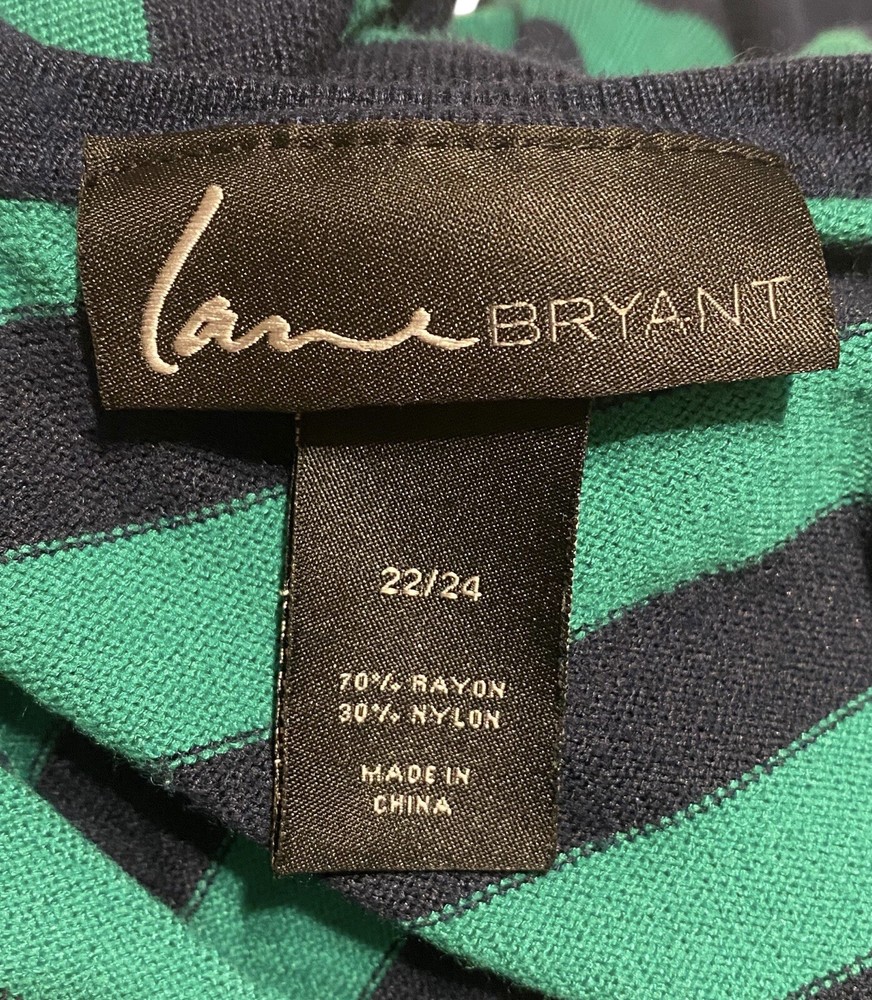 Lane BRYANT
22/24
70% RAYON
30% NYLON
MADE IN
CHINA